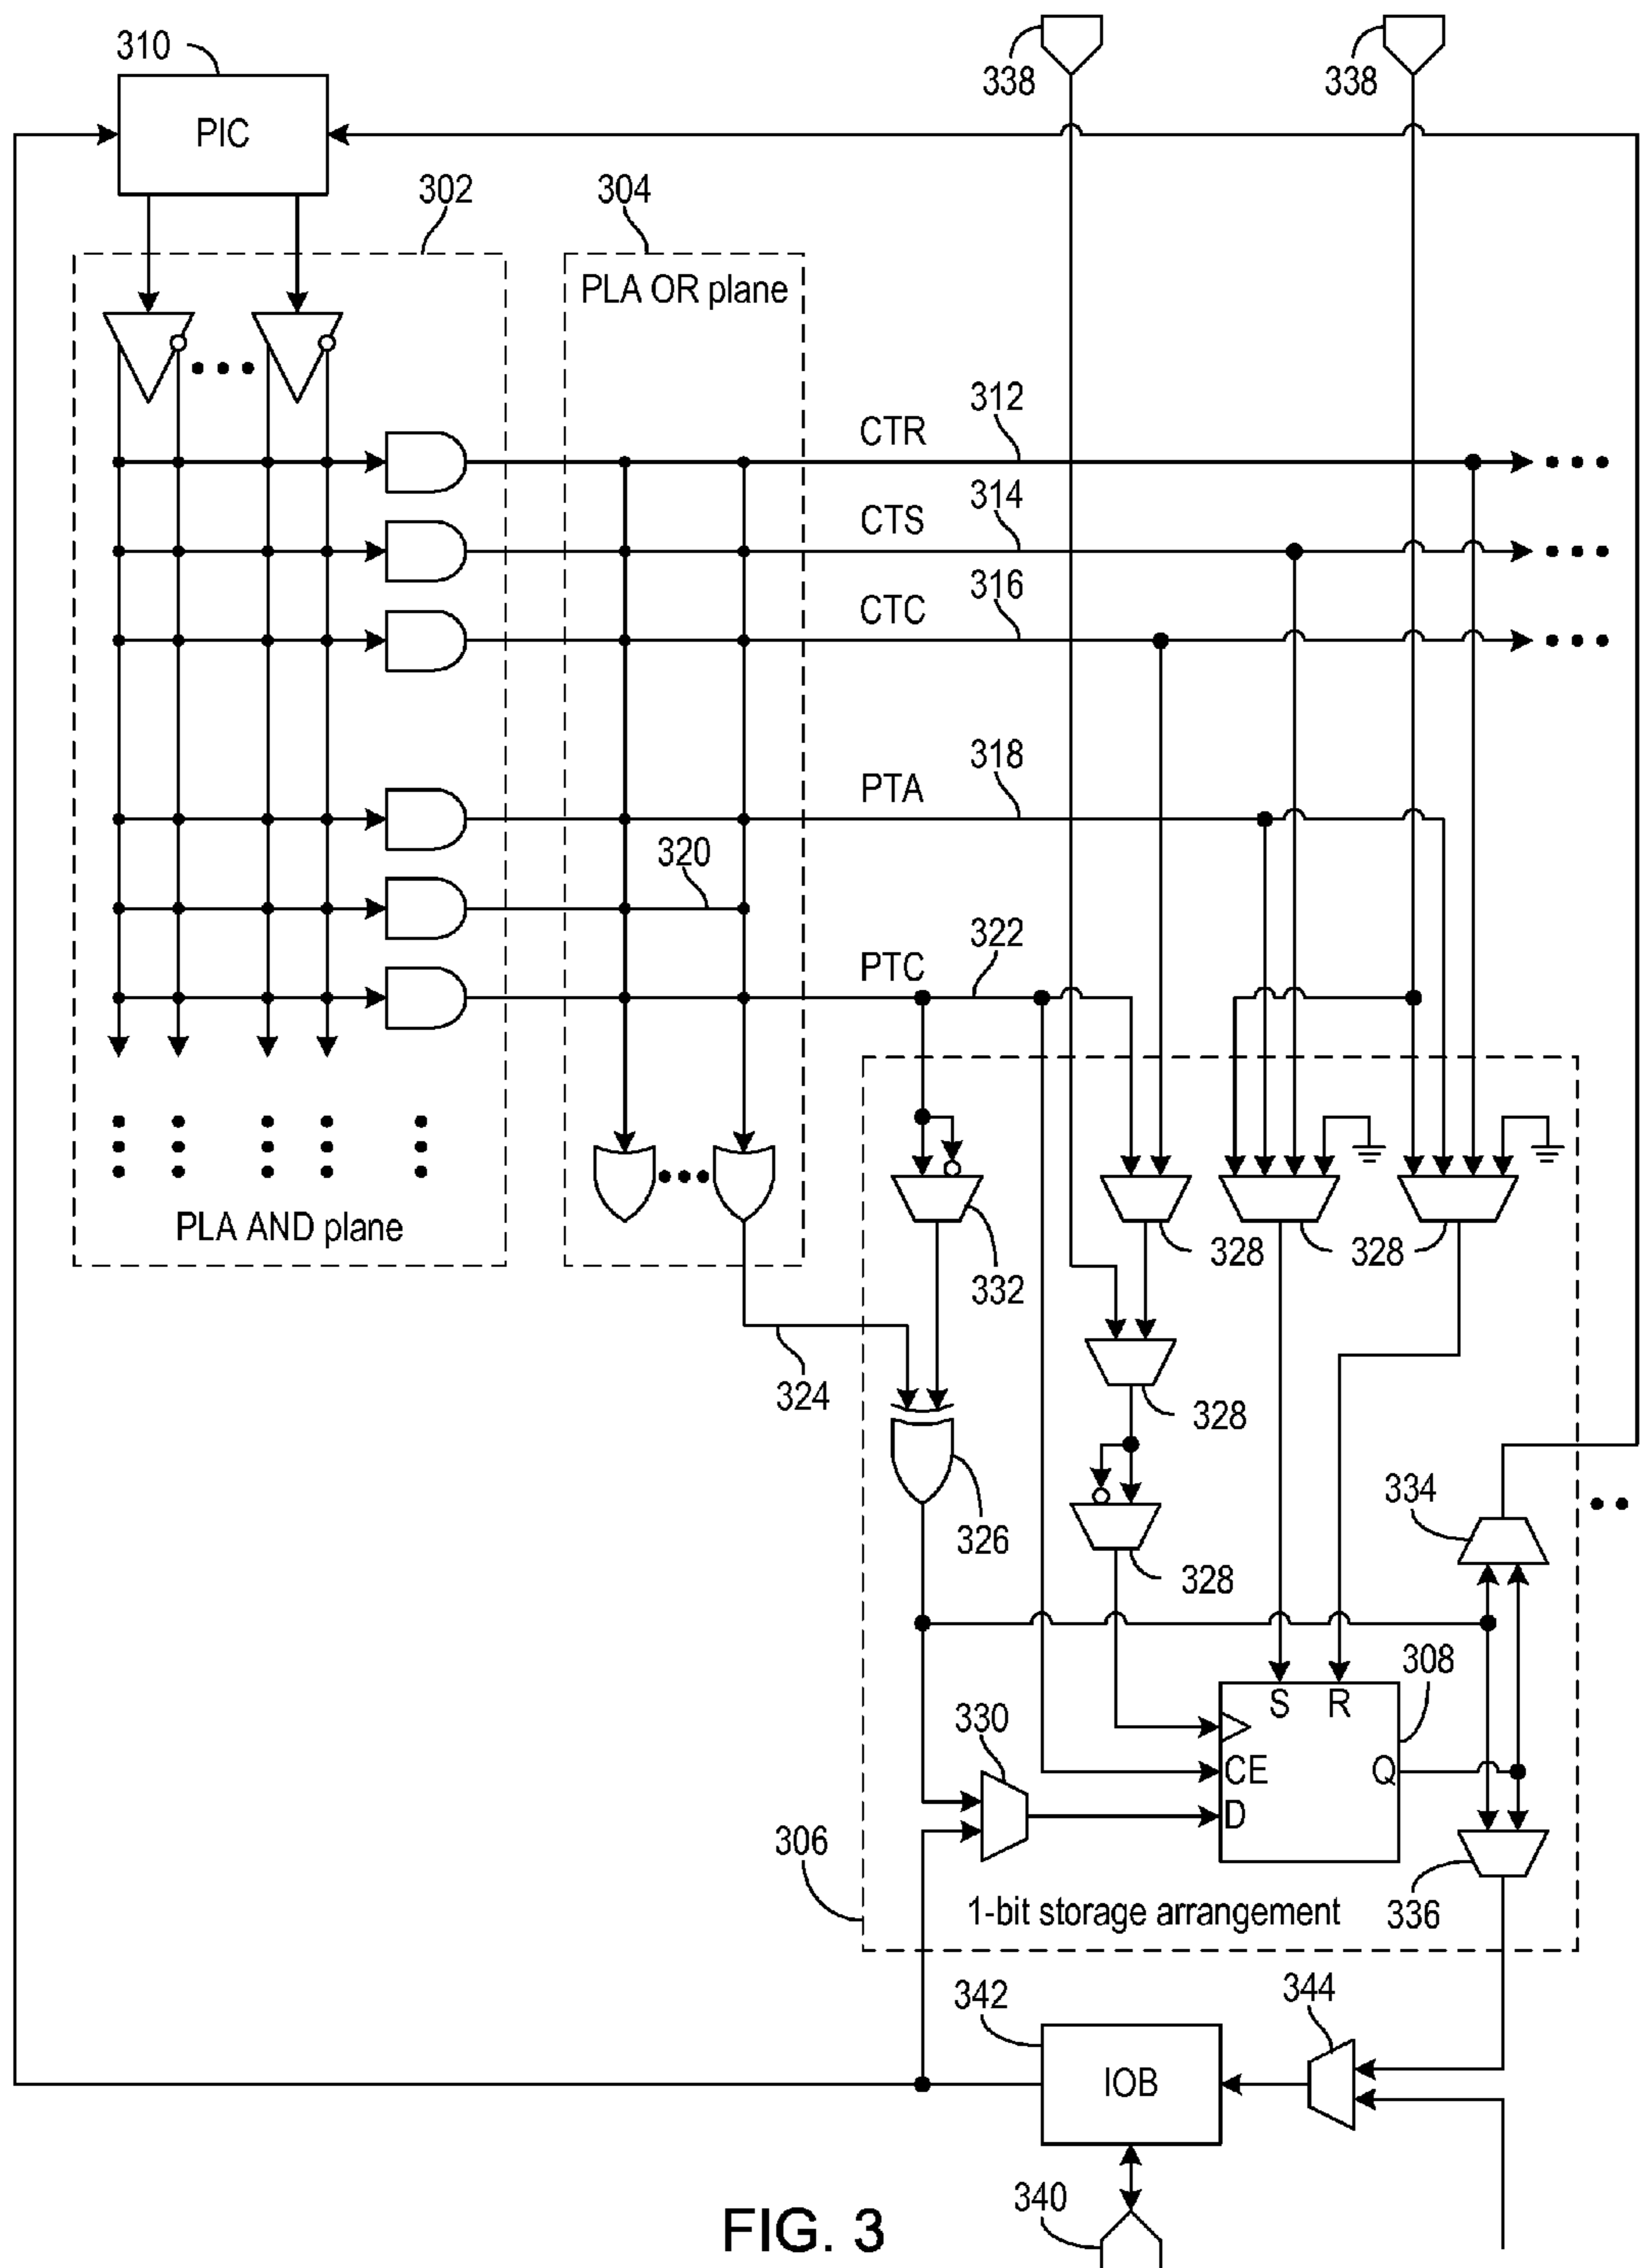 310
338
338
PIC
302
304
PLA OR plane
CTR
312
CTS
314
CTC
316
PTA
318
320
PTC
322
PLA AND plane
328
328
332
324
328
334
326
328
308
S
R
330
CE
Q
D
306
1-bit storage arrangement
336
342
344
IOB
340
FIG. 3